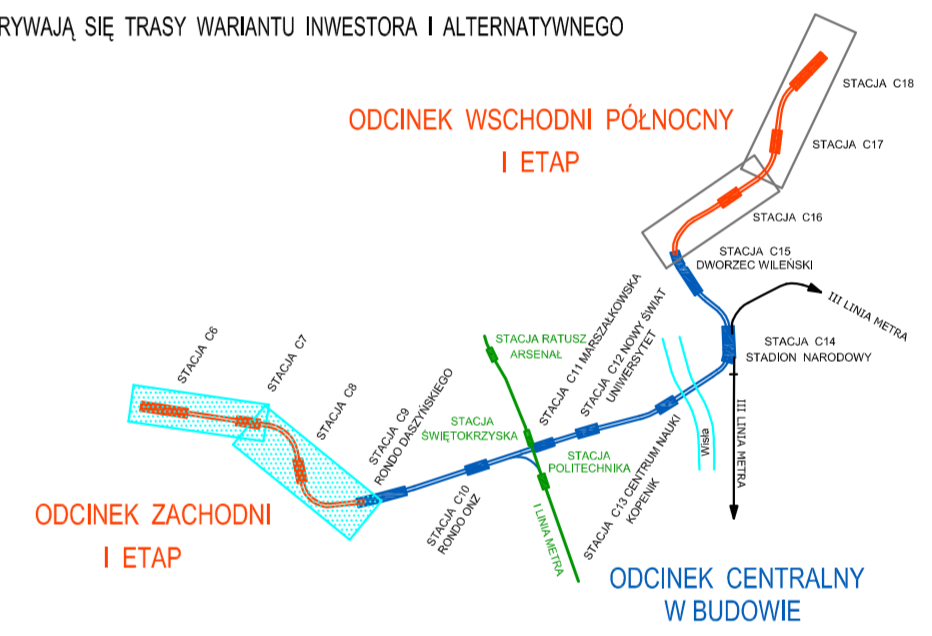 RYWAJĄ SIĘ TRASY WARIANTU INWESTORA I ALTERNATYWNEGO
STACJA C18
ODCINEK WSCHODNI PÓŁNOCNY
I ETAP
STACJA C17
STACJA C16
STACJA C15
DWORZEC WILEŃSKI
III LINIA METRA
STACJA C14
STADION NARODOWY
III LINIA METRA
Wisła
STACJA C6
STACJA C7
STACJA C8
STACJA C9
RONDO DASZYŃSKIEGO
STACJA C10
RONDO ONZ
STACJA RATUSZ
ARSENAŁ
STACJA
ŚWIĘTOKRZYSKA
STACJA C11 MARSZAŁKOWSKA
STACJA C12 NOWY ŚWIAT
UNIWERSYTET
STACJA
POLITECHNIKA
I LINIA METRA
STACJA C13 CENTRUM NAUKI
KOPENIK
ODCINEK ZACHODNI
I ETAP
ODCINEK CENTRALNY
W BUDOWIE